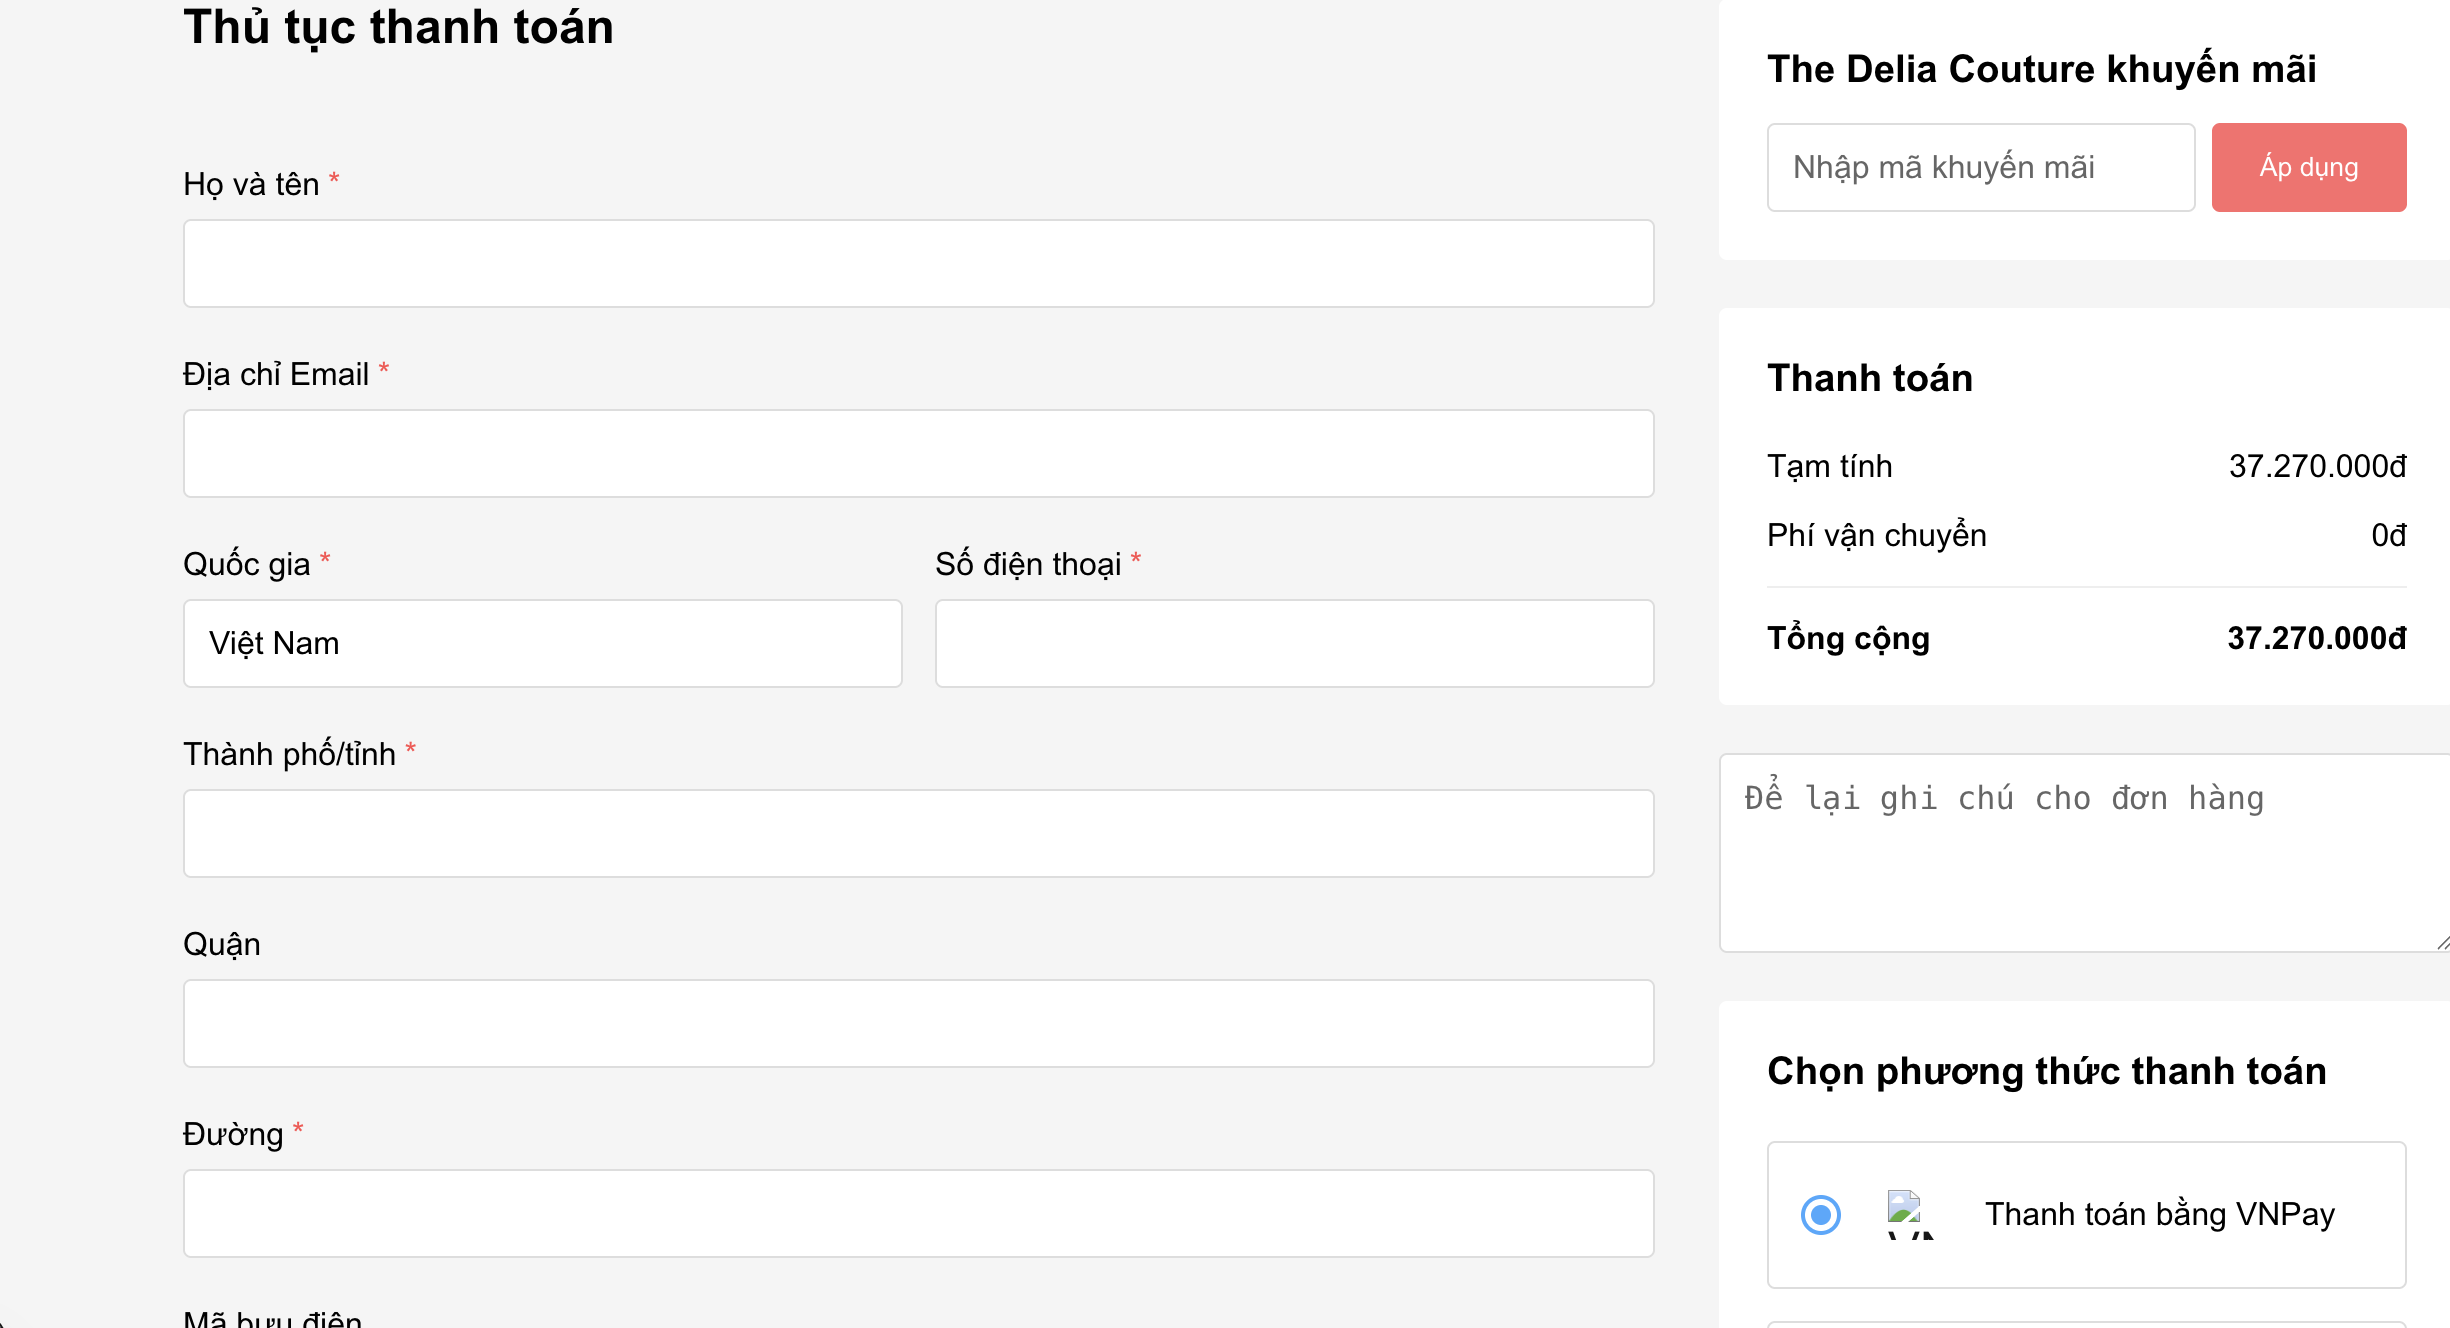 Thủ tục thanh toán
Họ và tên *
Địa chỉ Email *
Quốc gia *
Số điện thoại *
Việt Nam
Thành phố/tỉnh *
Quận
Đường *
Mã bưu điện
The Delia Couture khuyến mãi
Nhập mã khuyến mãi
Áp dụng
Thanh toán
Tạm tính 37.270.000đ
Phí vận chuyển 0đ
Tổng cộng 37.270.000đ
Để lại ghi chú cho đơn hàng
Chọn phương thức thanh toán
Thanh toán bằng VNPay